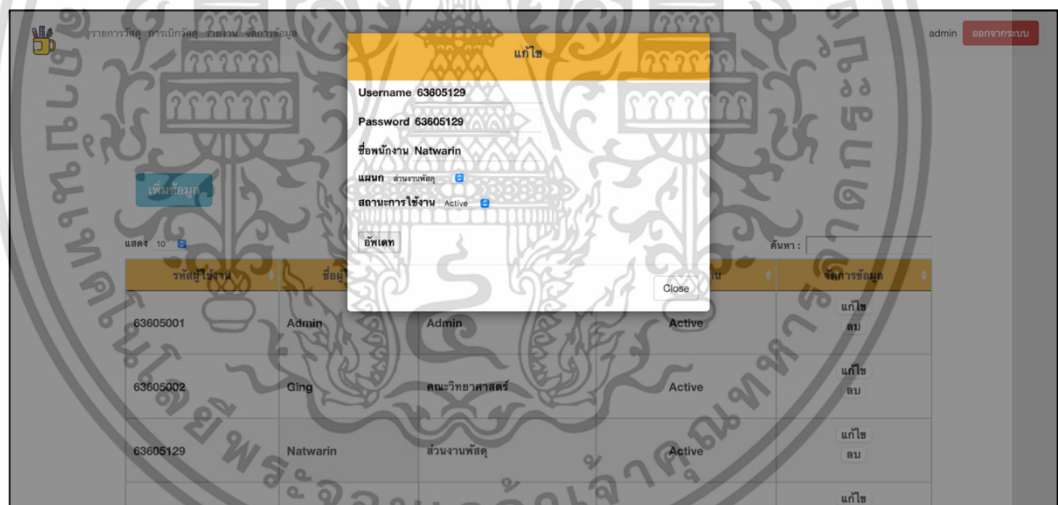 รายการวัสดุ การเบิกวัสดุ รายงาน จัดการข้อมูล admin ออกจากระบบ
แก้ไข
Username 63605129
Password 63605129
ชื่อพนักงาน Natwarin
แผนก ส่วนงานพัสดุ
สถานะการใช้งาน Active
อัพเดท
Close
เพิ่มข้อมูล
แสดง 10 ค้นหา :
รหัสผู้ใช้งาน จัดการข้อมูล
63605001 Admin Admin Active แก้ไข
ลบ
63605002 Ging คณะวิทยาศาสตร์ Active แก้ไข
ลบ
63605129 Natwarin ส่วนงานพัสดุ Active แก้ไข
ลบ
แก้ไข